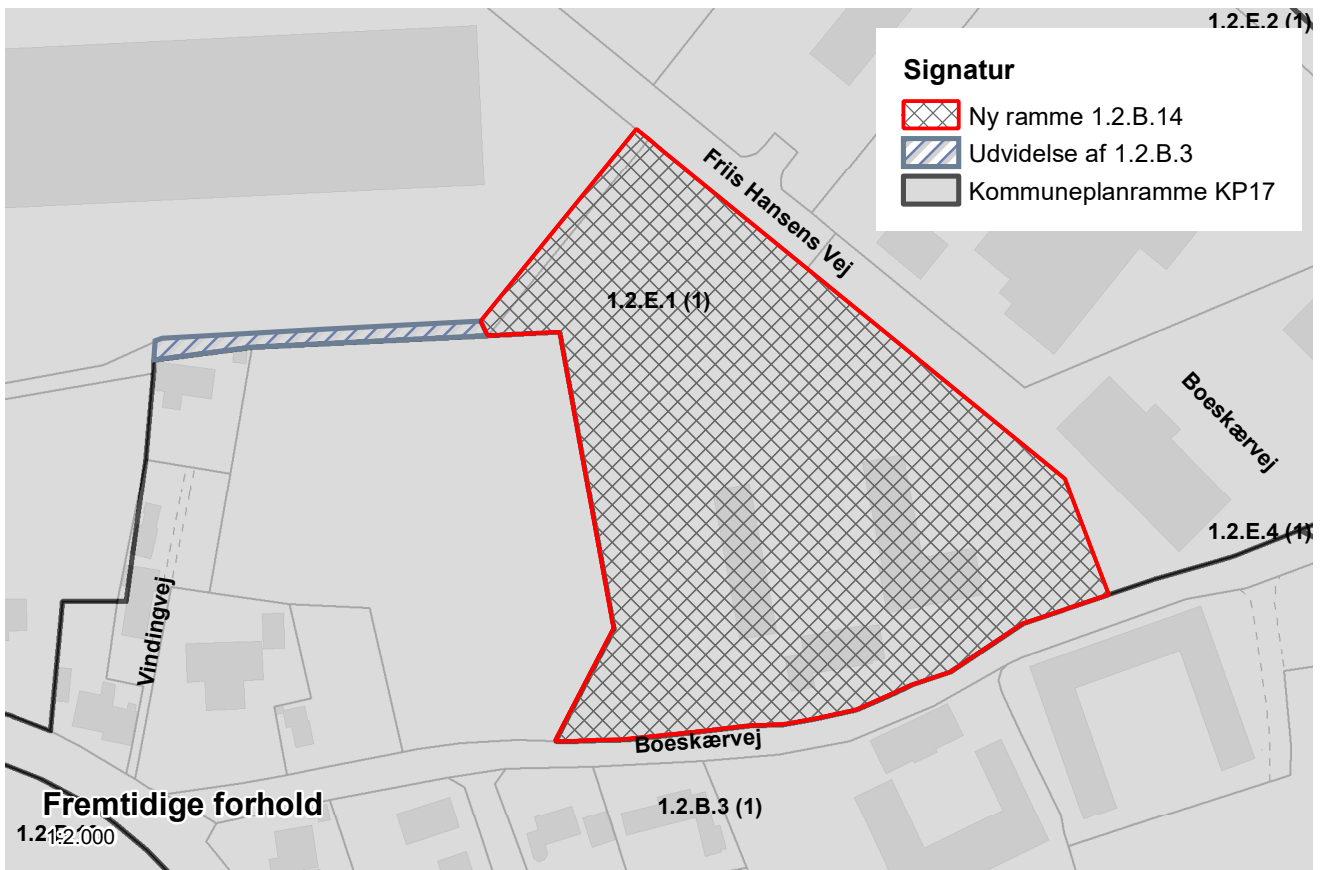 1.2.E.2 (1)
Signatur
Ny ramme 1.2.B.14
Udvidelse af 1.2.B.3
Kommuneplanramme KP17
Friis Hansens Vej
1.2.E.1 (1)
Boeskærvej
1.2.E.4 (1)
Vindingvej
Boeskærvej
1.2.B.3 (1)
Fremtidige forhold
1:2.000